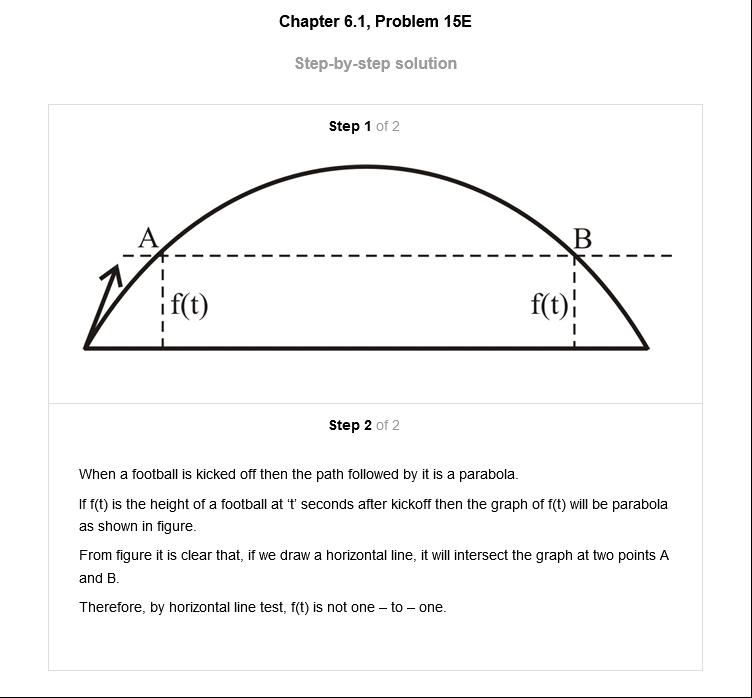 Chapter 6.1, Problem 15E
Step-by-step solution
Step 1 of 2
A
B
f(t)
f(t)
Step 2 of 2
When a football is kicked off then the path followed by it is a parabola.
If f(t) is the height of a football at ‘t’ seconds after kickoff then the graph of f(t) will be parabola
as shown in figure.
From figure it is clear that, if we draw a horizontal line, it will intersect the graph at two points A
and B.
Therefore, by horizontal line test, f(t) is not one – to – one.